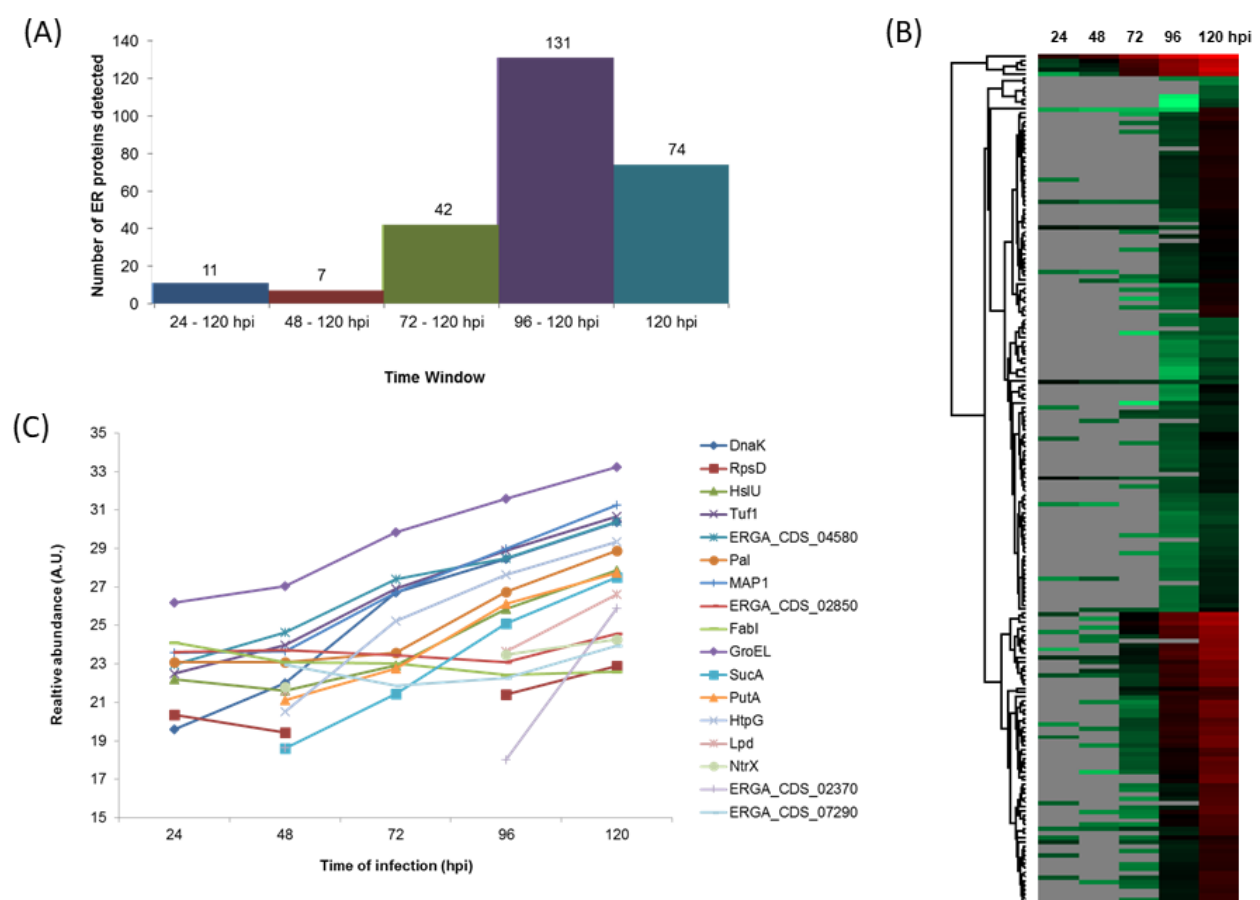 (A)
Number of ER proteins detected
140
120
100
80
60
40
20
0
11
7
42
131
74
24 - 120 hpi
48 - 120 hpi
72 - 120 hpi
96 - 120 hpi
120 hpi
Time Window
(B)
24 48 72 96 120 hpi
(C)
Realtive abundance (A.U.)
35
33
31
29
27
25
23
21
19
17
15
24
48
72
96
120
Time of infection (hpi)
DnaK
RpsD
HslU
Tuf1
ERGA_CDS_04580
Pal
MAP1
ERGA_CDS_02850
FabI
GroEL
SucA
PutA
HtpG
Lpd
NtrX
ERGA_CDS_02370
ERGA_CDS_07290